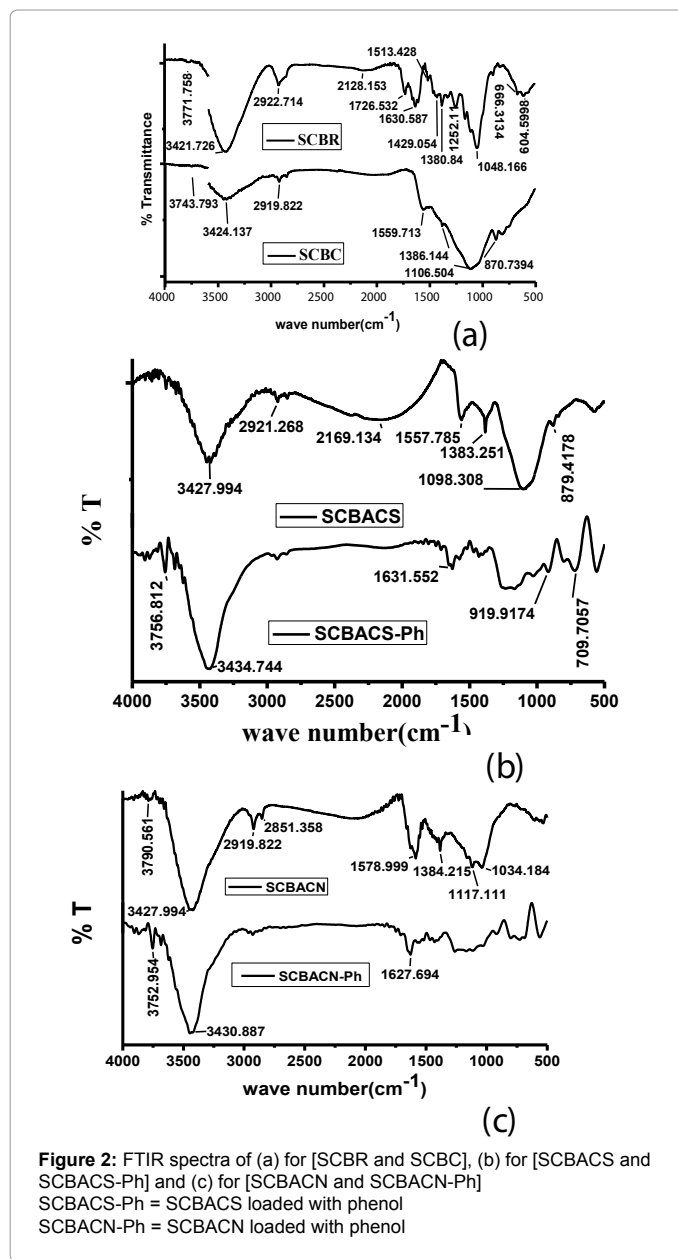 1513.428
3771.758
2922.714
2128.153
1726.532
1630.587
1429.054
1380.84
1252.11
1048.166
666.3134
604.5998
3421.726
SCBR
% Transmittance
3743.793
3424.137
2919.822
SCBC
1559.713
1386.144
1106.504
870.7394
4000 3500 3000 2500 2000 1500 1000 500
wave number(cm-1)
(a)
2921.268
2169.134
1557.785
1383.251
1098.308
879.4178
3427.994
SCBACS
% T
3756.812
3434.744
SCBACS-Ph
1631.552
919.9174
709.7057
4000 3500 3000 2500 2000 1500 1000 500
wave number(cm-1)
(b)
3790.561
2919.822
2851.358
1578.999
1384.215
1117.111
1034.184
3427.994
SCBACN
% T
3752.954
3430.887
SCBACN-Ph
1627.694
4000 3500 3000 2500 2000 1500 1000 500
wave number(cm-1)
(c)
Figure 2: FTIR spectra of (a) for [SCBR and SCBC], (b) for [SCBACS and
SCBACS-Ph] and (c) for [SCBACN and SCBACN-Ph]
SCBACS-Ph = SCBACS loaded with phenol
SCBACN-Ph = SCBACN loaded with phenol